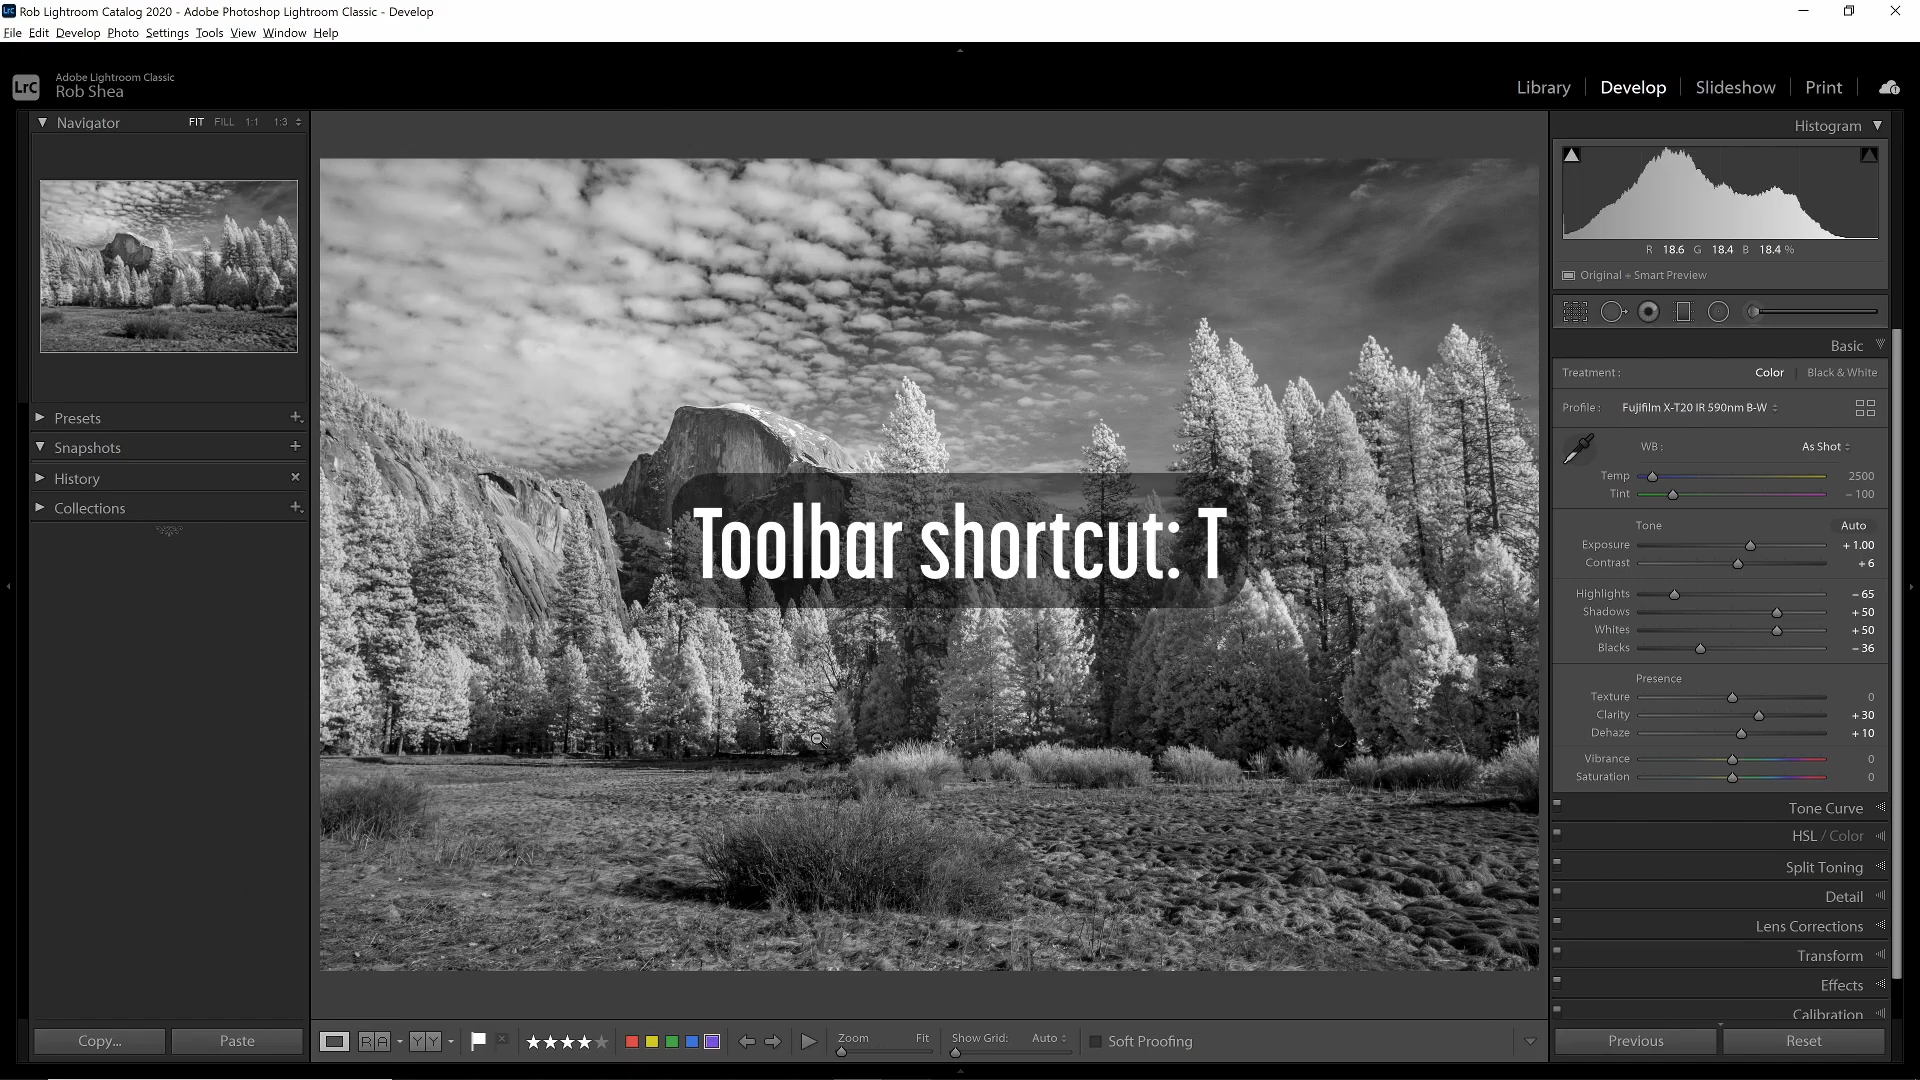 Rob Lightroom Catalog 2020 - Adobe Photoshop Lightroom Classic - Develop
File Edit Develop Photo Settings Tools View Window Help
LrC
Adobe Lightroom Classic
Rob Shea
Library Develop Slideshow Print
Navigator FIT FILL 1:1 1:3
Presets
Snapshots
History
Collections
Copy... Paste
Toolbar shortcut: T
RA YY
Zoom Fit
Show Grid: Auto
Soft Proofing
Histogram
R 18.6 G 18.4 B 18.4 %
Original + Smart Preview
Basic
Treatment : Color Black & White
Profile : Fujifilm X-T20 IR 590nm B-W
WB : As Shot
Temp 2500
Tint - 100
Tone Auto
Exposure + 1.00
Contrast + 6
Highlights - 65
Shadows + 50
Whites + 50
Blacks - 36
Presence
Texture 0
Clarity + 30
Dehaze + 10
Vibrance 0
Saturation 0
Tone Curve
HSL / Color
Split Toning
Detail
Lens Corrections
Transform
Effects
Calibration
Previous Reset